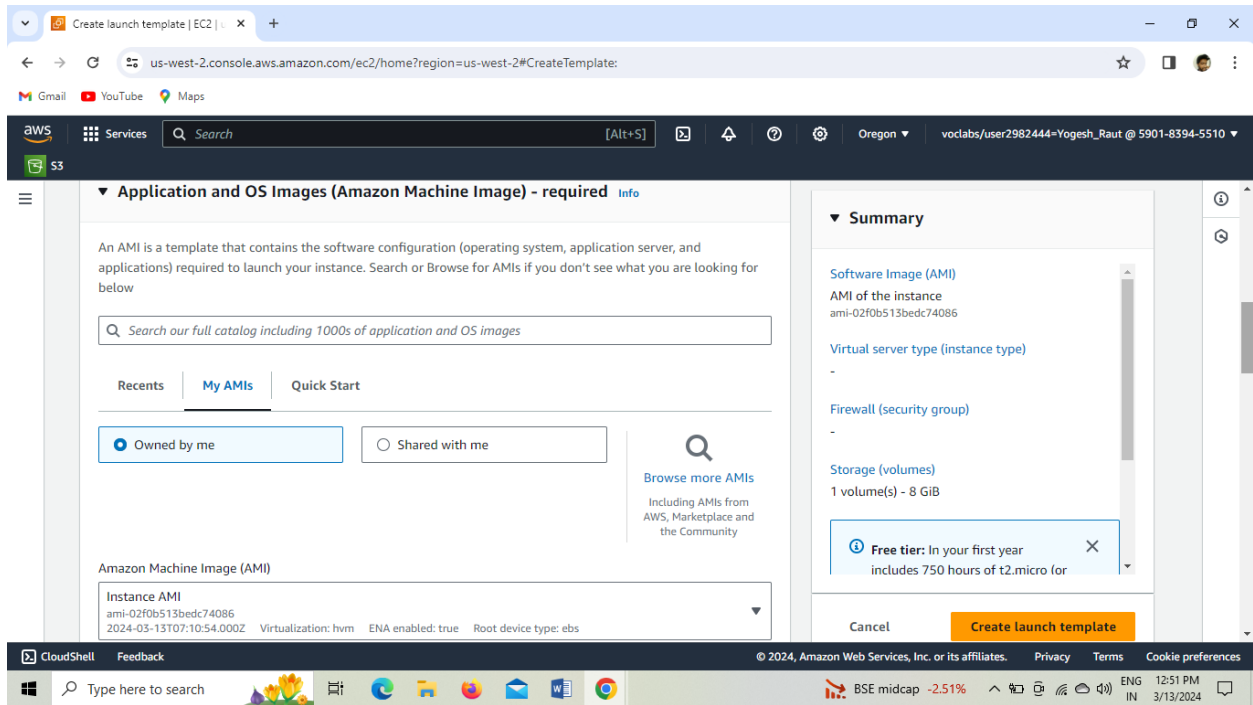 Create launch template | EC2 | u
us-west-2.console.aws.amazon.com/ec2/home?region=us-west-2#CreateTemplate:
Gmail YouTube Maps
aws Services Search [Alt+S] Oregon voclabs/user2982444=Yogesh_Raut @ 5901-8394-5510
S3
Application and OS Images (Amazon Machine Image) - required Info
An AMI is a template that contains the software configuration (operating system, application server, and
applications) required to launch your instance. Search or Browse for AMIs if you don't see what you are looking for
below
Search our full catalog including 1000s of application and OS images
Recents My AMIs Quick Start
Owned by me Shared with me
Browse more AMIs
Including AMIs from
AWS, Marketplace and
the Community
Amazon Machine Image (AMI)
Instance AMI
ami-02f0b513bedc74086
2024-03-13T07:10:54.000Z Virtualization: hvm ENA enabled: true Root device type: ebs
Summary
Software Image (AMI)
AMI of the instance
ami-02f0b513bedc74086
Virtual server type (instance type)
-
Firewall (security group)
-
Storage (volumes)
1 volume(s) - 8 GiB
Free tier: In your first year
includes 750 hours of t2.micro (or
Cancel Create launch template
CloudShell Feedback © 2024, Amazon Web Services, Inc. or its affiliates. Privacy Terms Cookie preferences
Type here to search BSE midcap -2.51% ENG 12:51 PM
IN 3/13/2024